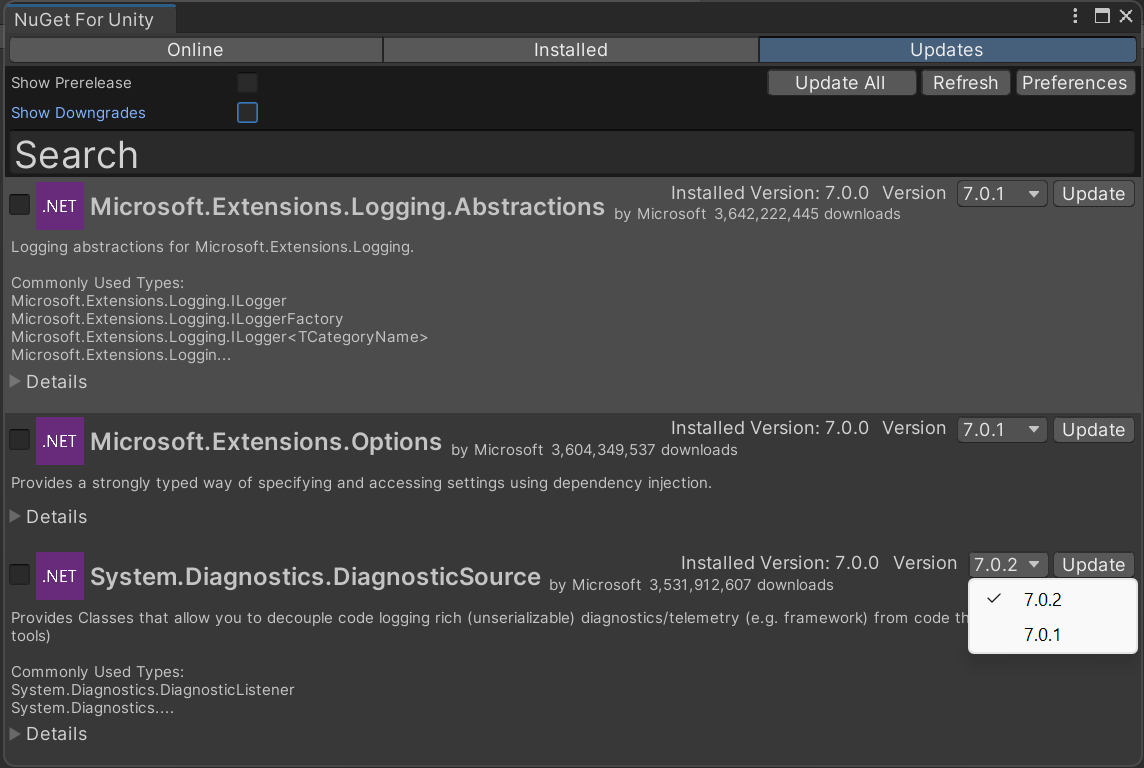 NuGet For Unity
Online Installed Updates
Show Prerelease Update All Refresh Preferences
Show Downgrades
Search
.NET Microsoft.Extensions.Logging.Abstractions by Microsoft 3,642,222,445 downloads Installed Version: 7.0.0 Version 7.0.1 Update
Logging abstractions for Microsoft.Extensions.Logging.
Commonly Used Types:
Microsoft.Extensions.Logging.ILogger
Microsoft.Extensions.Logging.ILoggerFactory
Microsoft.Extensions.Logging.ILogger<TCategoryName>
Microsoft.Extensions.Loggin...
Details
.NET Microsoft.Extensions.Options by Microsoft 3,604,349,537 downloads Installed Version: 7.0.0 Version 7.0.1 Update
Provides a strongly typed way of specifying and accessing settings using dependency injection.
Details
.NET System.Diagnostics.DiagnosticSource by Microsoft 3,531,912,607 downloads Installed Version: 7.0.0 Version 7.0.2 Update
7.0.2
7.0.1
Provides Classes that allow you to decouple code logging rich (unserializable) diagnostics/telemetry (e.g. framework) from code
tools)
Commonly Used Types:
System.Diagnostics.DiagnosticListener
System.Diagnostics....
Details